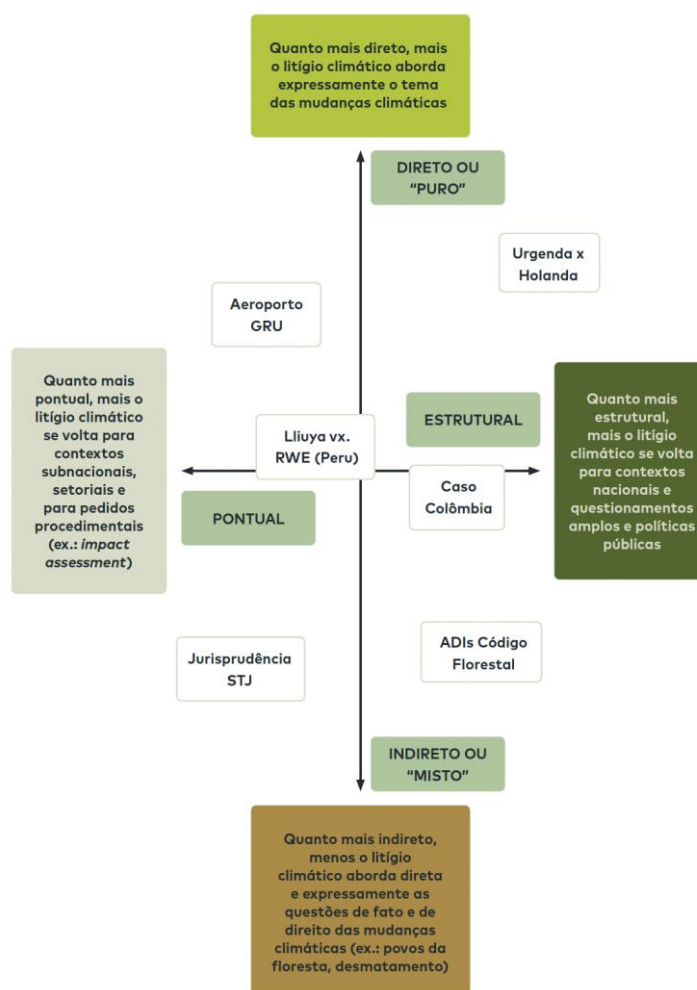 Quanto mais direto, mais
o litígio climático aborda
expressamente o tema
das mudanças climáticas
DIRETO OU
“PURO”
Urgenda x
Holanda
Aeroporto
GRU
Quanto mais
pontual, mais o
litígio climático
se volta para
contextos
subnacionais,
setoriais e
para pedidos
procedimentais
(ex.: impact
assessment)
Lliuya vx.
RWE (Peru)
ESTRUTURAL
Quanto mais
estrutural,
mais o litígio
climático se volta
para contextos
nacionais e
questionamentos
amplos e políticas
públicas
PONTUAL
Caso
Colômbia
Jurisprudência
STJ
ADIs Código
Florestal
INDIRETO OU
“MISTO”
Quanto mais indireto,
menos o litígio
climático aborda direta
e expressamente as
questões de fato e de
direito das mudanças
climáticas (ex.: povos da
floresta, desmatamento)